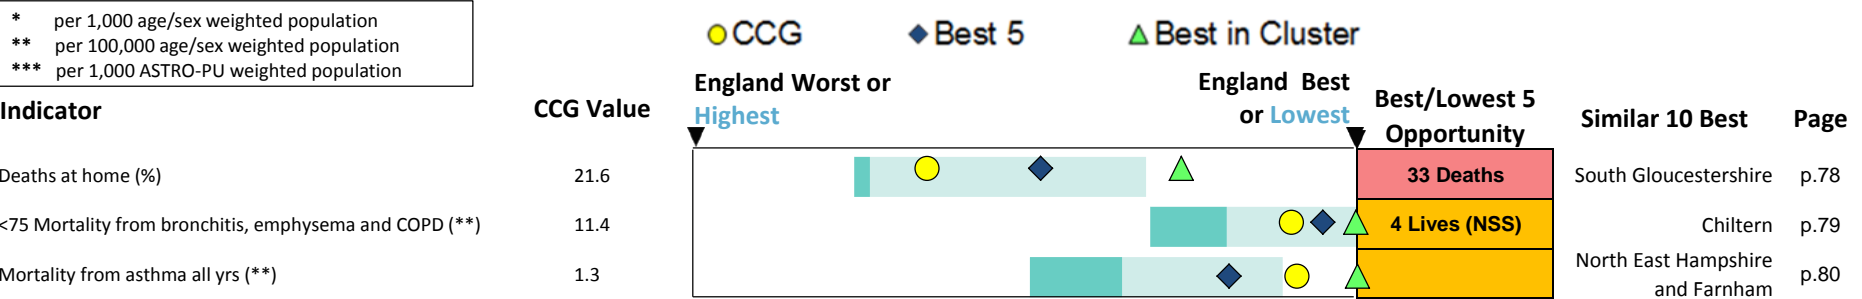 * per 1,000 age/sex weighted population
** per 100,000 age/sex weighted population
*** per 1,000 ASTRO-PU weighted population
CCG Best 5 Best in Cluster
Indicator CCG Value England Worst or Highest England Best or Lowest Best/Lowest 5 Opportunity Similar 10 Best Page
Deaths at home (%) 21.6 33 Deaths South Gloucestershire p.78
<75 Mortality from bronchitis, emphysema and COPD (**) 11.4 4 Lives (NSS) Chiltern p.79
Mortality from asthma all yrs (**) 1.3 North East Hampshire and Farnham p.80